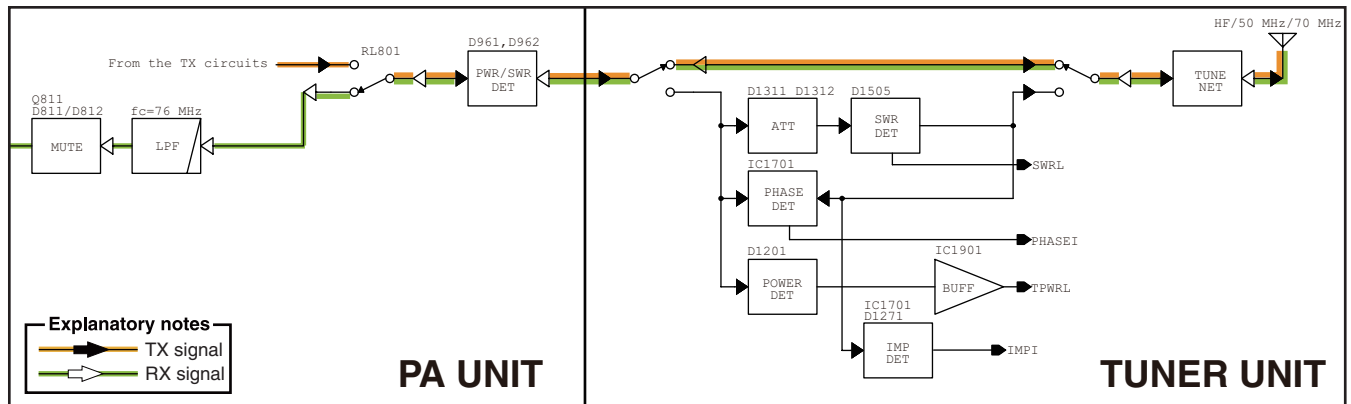 HF/50 MHz/70 MHz
RL801
D961,D962
From the TX circuits
PWR/SWR
DET
TUNE
NET
Q811
D811/D812
fc=76 MHz
MUTE
LPF
D1311 D1312
D1505
ATT
SWR
DET
SWRL
IC1701
PHASE
DET
PHASEI
D1201
IC1901
POWER
DET
BUFF
TPWRL
IC1701
D1271
IMP
DET
IMPI
Explanatory notes
TX signal
RX signal
PA UNIT
TUNER UNIT